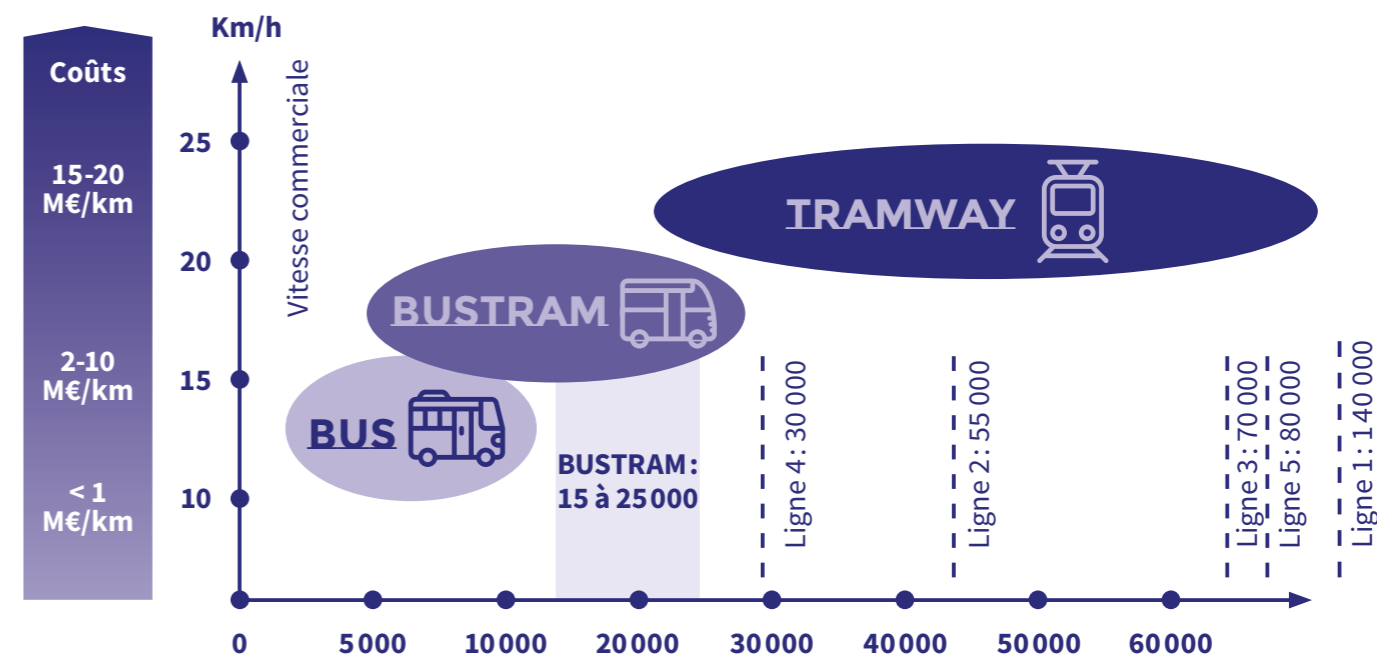 Coûts
15-20
M€/km
2-10
M€/km
< 1
M€/km
Km/h
Vitesse commerciale
25
20
15
10
TRAMWAY
BUSTRAM
BUS
BUSTRAM :
15 à 25 000
Ligne 4 : 30 000
Ligne 2 : 55 000
Ligne 3 : 70 000
Ligne 5 : 80 000
Ligne 1 : 140 000
0 5000 10000 20000 30000 40000 50000 60000